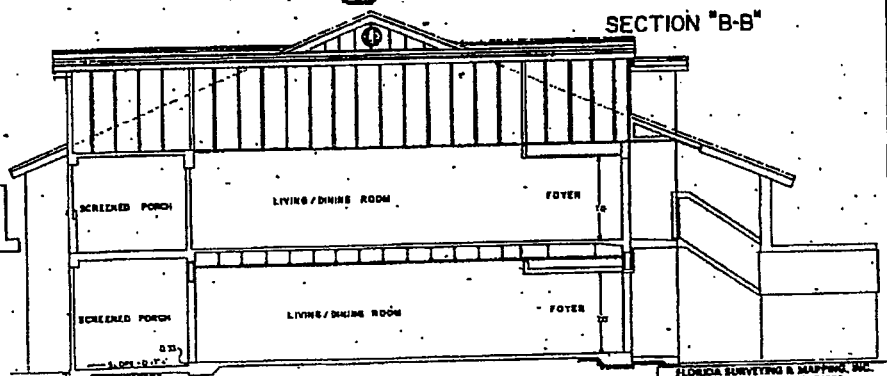 SECTION "B-B"
SCREENED PORCH
LIVING/DINING ROOM
FOYER
SCREENED PORCH
LIVING/DINING ROOM
FOYER
FLORIDA SURVEYING & MAPPING, INC.